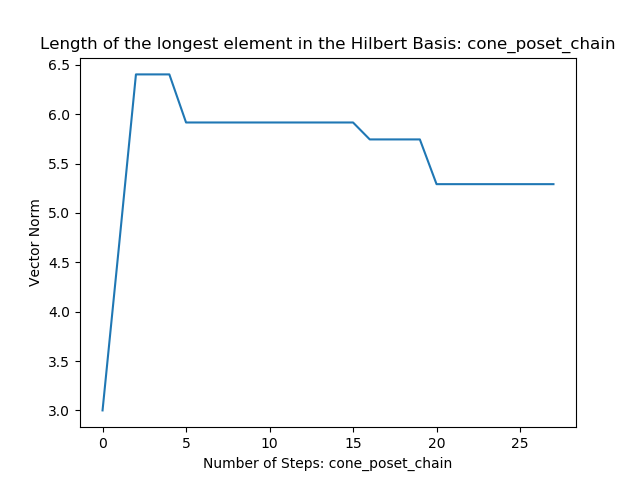 Length of the longest element in the Hilbert Basis: cone_poset_chain
6.5
6.0
5.5
5.0
4.5
4.0
3.5
3.0
Vector Norm
0 5 10 15 20 25
Number of Steps: cone_poset_chain